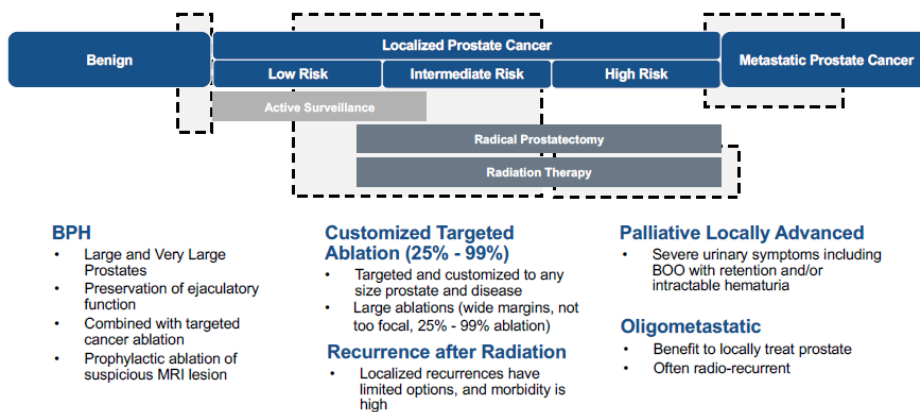 Benign
Localized Prostate Cancer
Metastatic Prostate Cancer
Low Risk
Intermediate Risk
High Risk
Active Surveillance
Radical Prostatectomy
Radiation Therapy
BPH
• Large and Very Large
Prostates
• Preservation of ejaculatory
function
• Combined with targeted
cancer ablation
• Prophylactic ablation of
suspicious MRI lesion
Customized Targeted
Ablation (25% - 99%)
• Targeted and customized to any
size prostate and disease
• Large ablations (wide margins, not
too focal, 25% - 99% ablation)
Recurrence after Radiation
• Localized recurrences have
limited options, and morbidity is
high
Palliative Locally Advanced
• Severe urinary symptoms including
BOO with retention and/or
intractable hematuria
Oligometastatic
• Benefit to locally treat prostate
• Often radio-recurrent